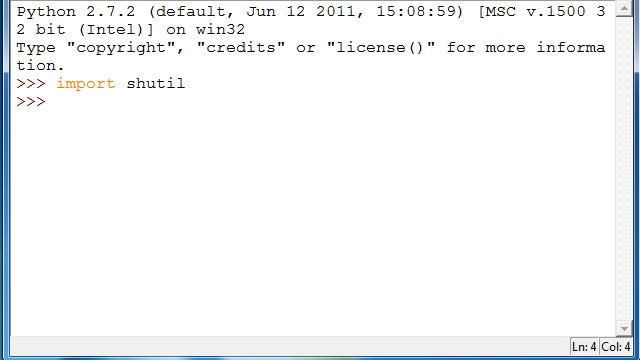 Python 2.7.2 (default, Jun 12 2011, 15:08:59) [MSC v.1500 3
2 bit (Intel)] on win32
Type "copyright", "credits" or "license()" for more informa
tion.
>>> import shutil
>>>
Ln: 4 Col: 4